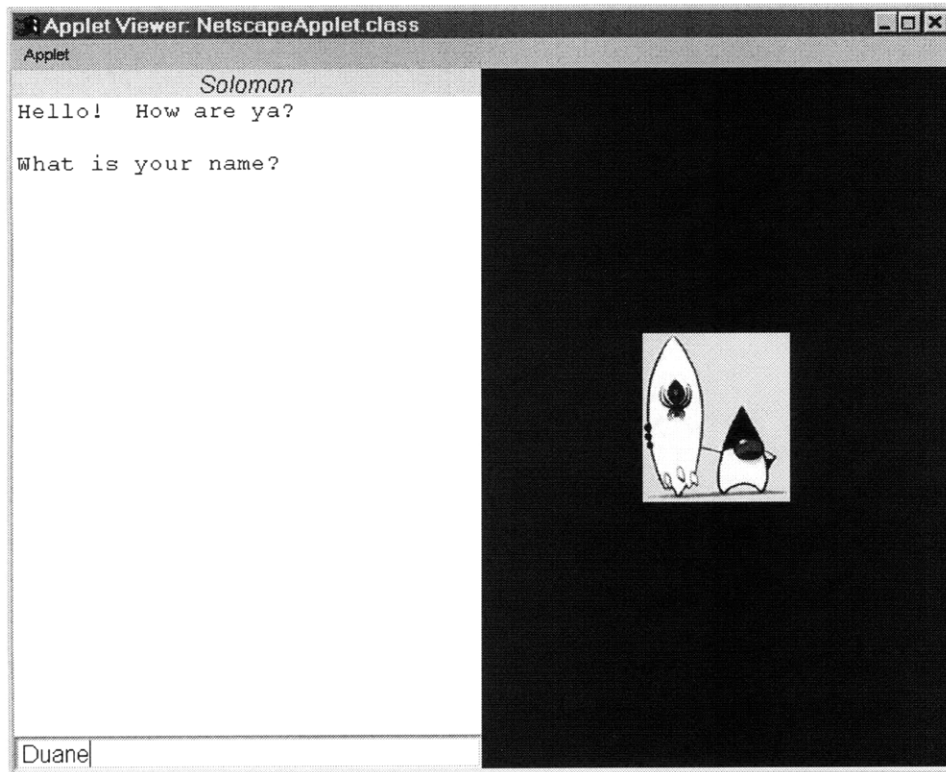 Applet Viewer: NetscapeApplet.class
Applet
Solomon
Hello!  How are ya?
What is your name?
Duane